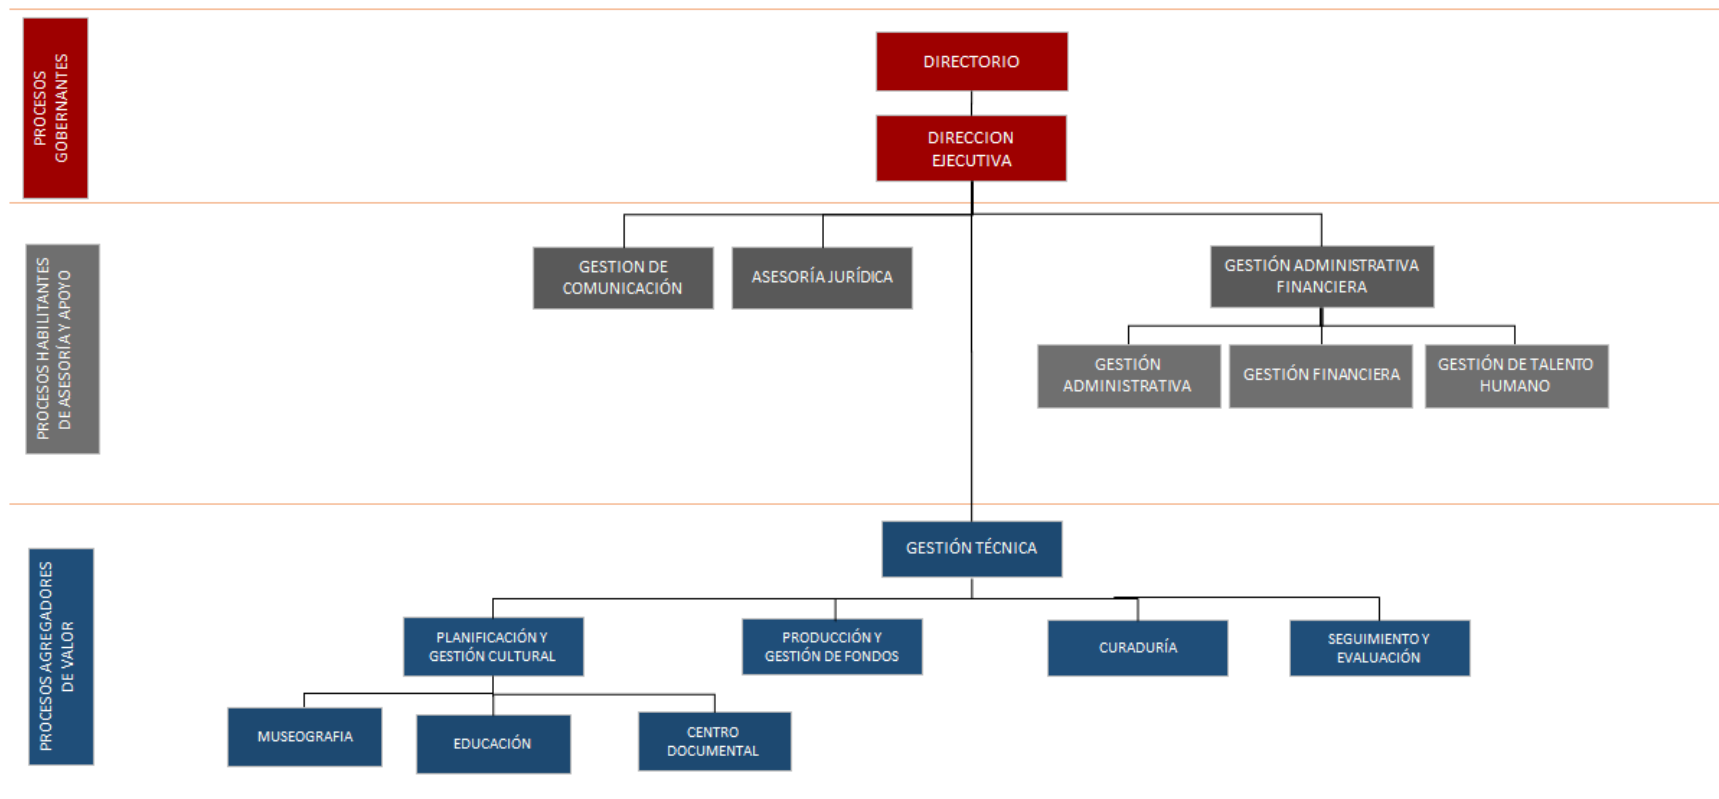 PROCESOS
GOBERNANTES
DIRECTORIO
DIRECCION
EJECUTIVA
PROCESOS HABILITANTES
DE ASESORÍA Y APOYO
GESTION DE
COMUNICACIÓN
ASESORÍA JURÍDICA
GESTIÓN ADMINISTRATIVA
FINANCIERA
GESTIÓN
ADMINISTRATIVA
GESTIÓN FINANCIERA
GESTIÓN DE TALENTO
HUMANO
PROCESOS AGREGADORES
DE VALOR
GESTIÓN TÉCNICA
PLANIFICACIÓN Y
GESTIÓN CULTURAL
PRODUCCIÓN Y
GESTIÓN DE FONDOS
CURADURÍA
SEGUIMIENTO Y
EVALUACIÓN
MUSEOGRAFIA
EDUCACIÓN
CENTRO
DOCUMENTAL